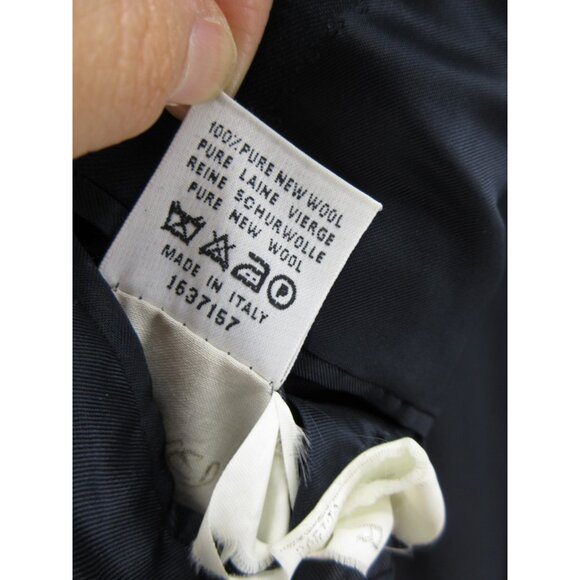 100% PURE NEW WOOL
PURE LAINE VIERGE
REINE SCHURWOLLE
PURE NEW WOOL
P
MADE IN ITALY
1637157